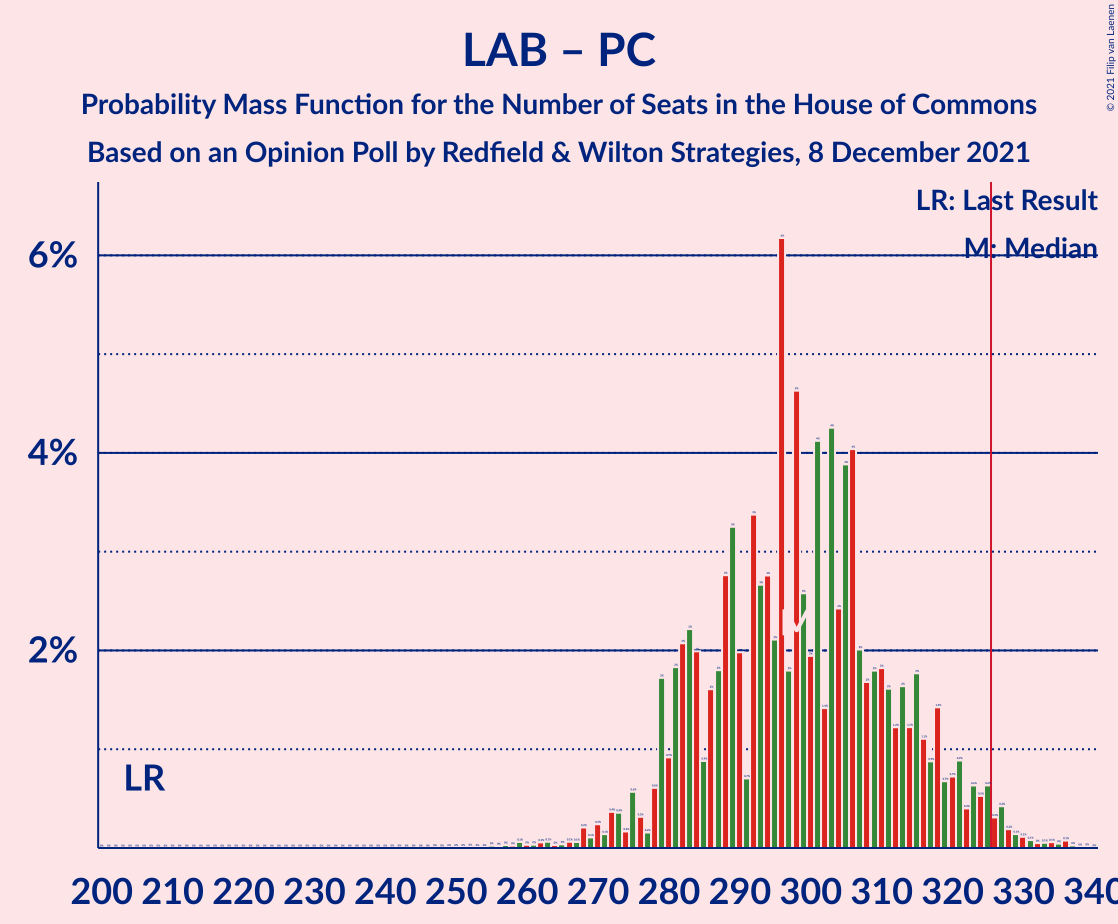 LAB – PC
Probability Mass Function for the Number of Seats in the House of Commons
Based on an Opinion Poll by Redfield & Wilton Strategies, 8 December 2021
© 2021 Filip van Laenen
LR: Last Result
M: Median
6%
4%
2%
LR
M
200 210 220 230 240 250 260 270 280 290 300 310 320 330 340